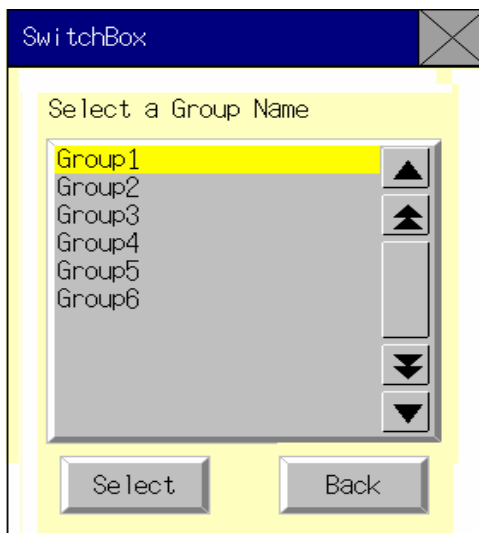 SwitchBox
Select a Group Name
Group1
Group2
Group3
Group4
Group5
Group6
Select
Back